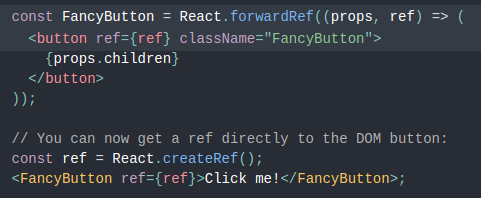 const FancyButton = React.forwardRef((props, ref) => (
  <button ref={ref} className="FancyButton">
    {props.children}
  </button>
));

// You can now get a ref directly to the DOM button:
const ref = React.createRef();
<FancyButton ref={ref}>Click me!</FancyButton>;